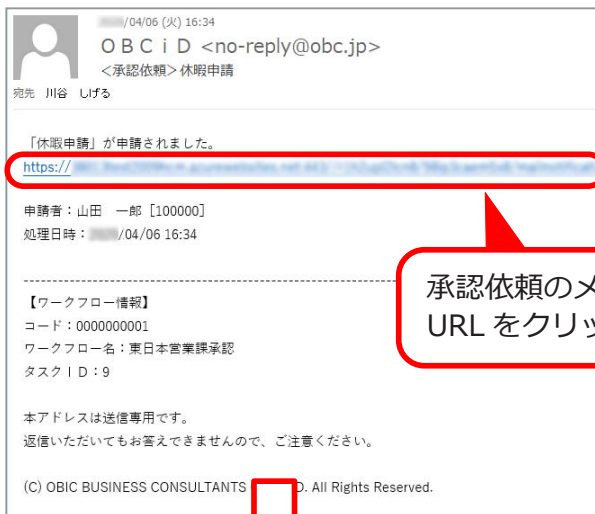 /04/06 (火) 16:34
ＯＢＣｉＤ <no-reply@obc.jp>
<承認依頼>休暇申請
宛先 川谷 しげる
「休暇申請」が申請されました。
https://
申請者：山田 一郎［100000］
処理日時： /04/06 16:34
承認依頼のメ
URL をクリッ
【ワークフロー情報】
コード：0000000001
ワークフロー名：東日本営業課承認
タスクＩＤ：9
本アドレスは送信専用です。
返信いただいてもお答えできませんので、ご注意ください。
(C) OBIC BUSINESS CONSULTANTS D. All Rights Reserved.